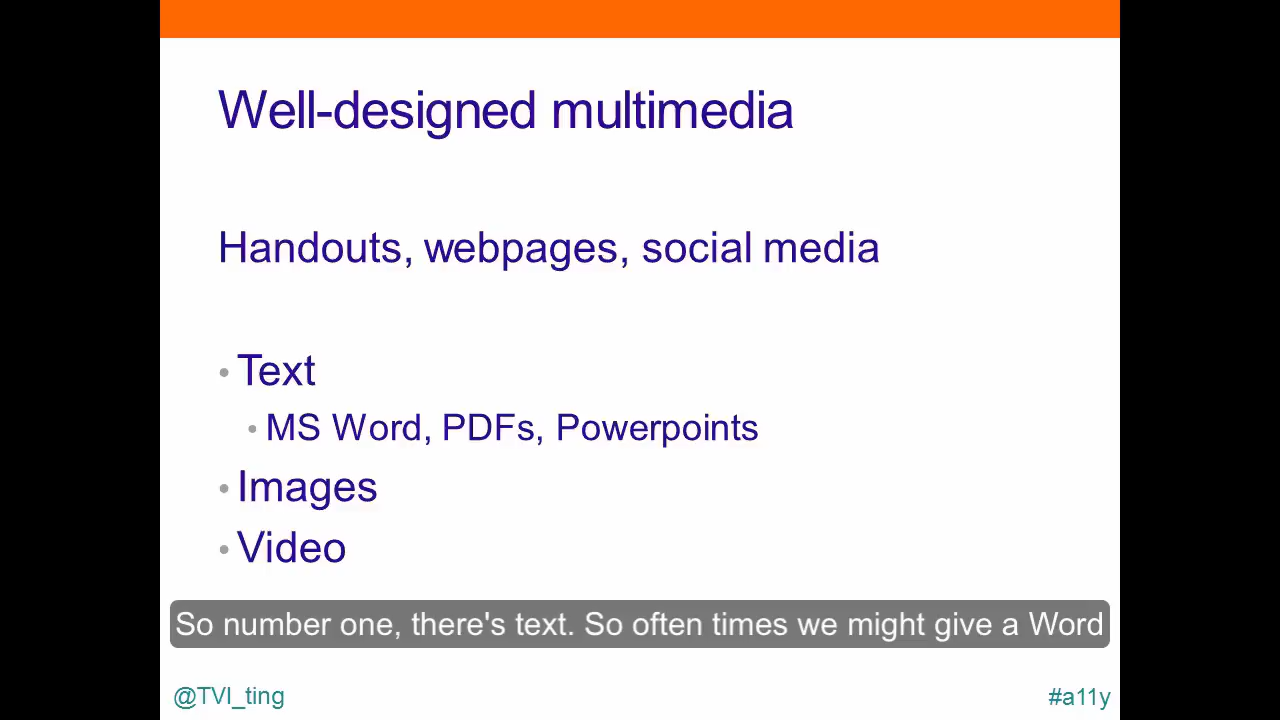 Well-designed multimedia
Handouts, webpages, social media
• Text
• MS Word, PDFs, Powerpoints
• Images
• Video
So number one, there's text. So often times we might give a Word
@TVI_ting
#a11y